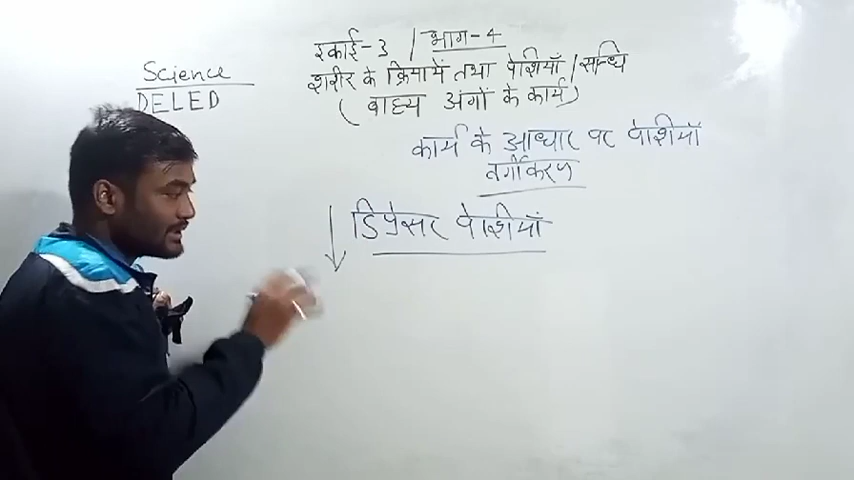 Science
DELED
इकाई-3 / भाग-4
शरीर के क्रियायें तथा पेशियाँ / सन्धि
( वाह्य अंगों के कार्य )
कार्य के आधार पर पेशियाँ
वर्गीकरण
डिप्रेसर पेशियाँ